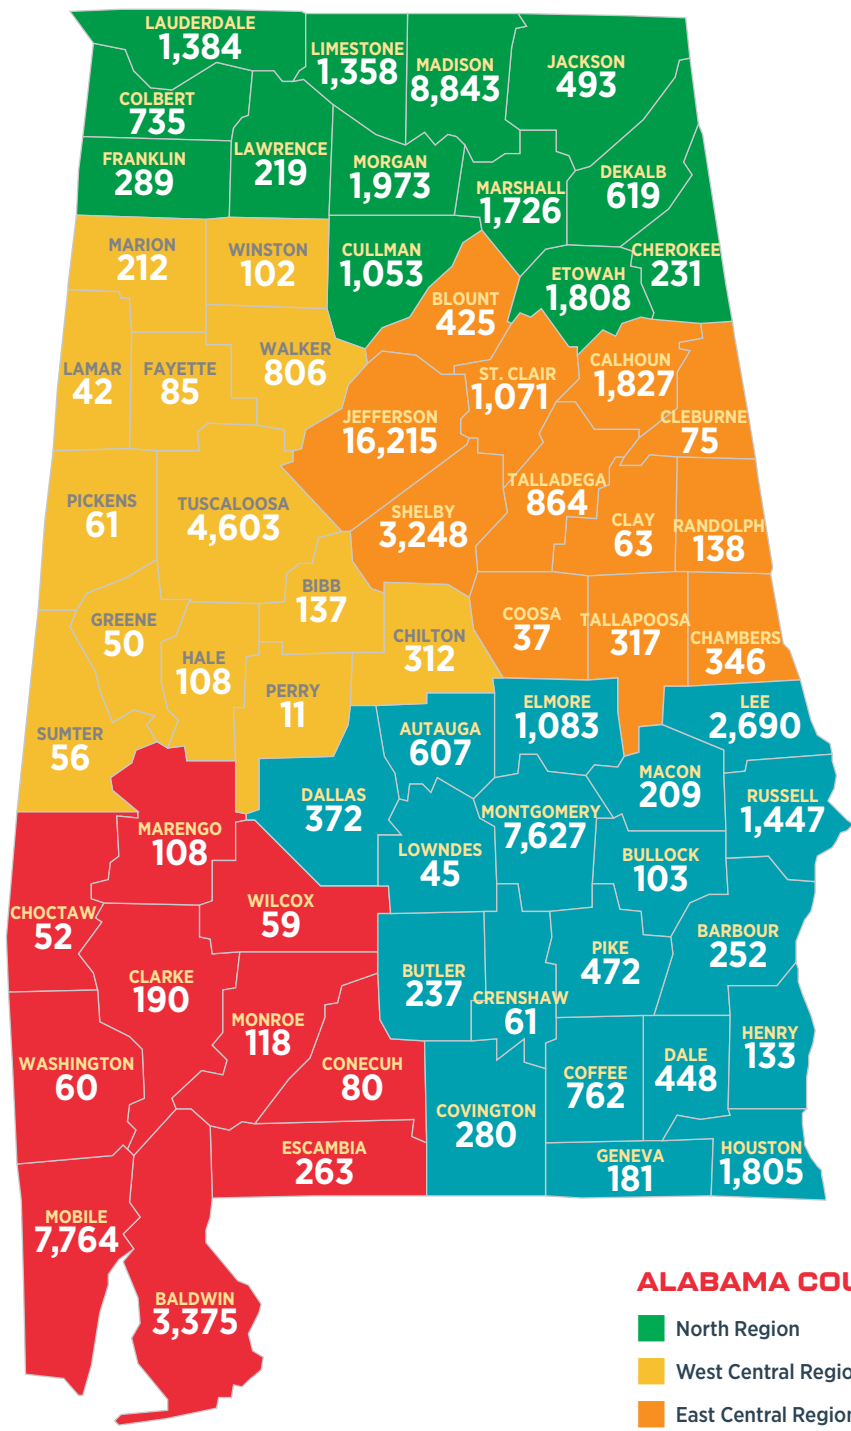 LAUDERDALE
1,384
LIMESTONE
1,358
MADISON
8,843
JACKSON
493
COLBERT
735
FRANKLIN
289
LAWRENCE
219
MORGAN
1,973
MARSHALL
1,726
DEKALB
619
CHEROKEE
231
MARION
212
WINSTON
102
CULLMAN
1,053
ETOWAH
1,808
BLOUNT
425
LAMAR
42
FAYETTE
85
WALKER
806
ST. CLAIR
1,071
CALHOUN
1,827
JEFFERSON
16,215
CLEBURNE
75
PICKENS
61
TUSCALOOSA
4,603
SHELBY
3,248
TALLADEGA
864
CLAY
63
RANDOLPH
138
BIBB
137
GREENE
50
HALE
108
CHILTON
312
COOSA
37
TALLAPOOSA
317
CHAMBERS
346
PERRY
11
SUMTER
56
AUTAUGA
607
ELMORE
1,083
LEE
2,690
MACON
209
RUSSELL
1,447
DALLAS
372
MONTGOMERY
7,627
MARENGO
108
LOWNDES
45
BULLOCK
103
CHOCTAW
52
WILCOX
59
BARBOUR
252
PIKE
472
CLARKE
190
BUTLER
237
CRENSHAW
61
MONROE
118
HENRY
133
WASHINGTON
60
CONECUH
80
COFFEE
762
DALE
448
COVINGTON
280
ESCAMBIA
263
GENEVA
181
HOUSTON
1,805
MOBILE
7,764
BALDWIN
3,375
ALABAMA COU
North Region
West Central Regio
East Central Region